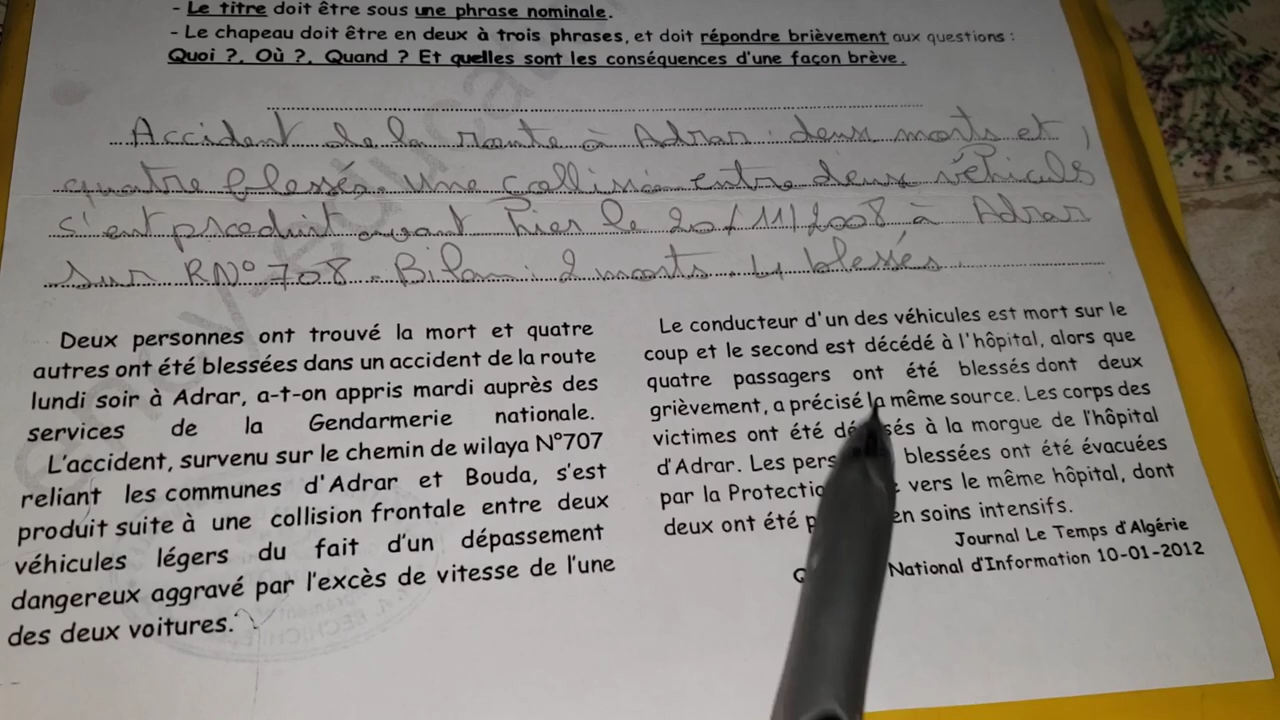 - Le titre doit être sous une phrase nominale.
- Le chapeau doit être en deux à trois phrases, et doit répondre brièvement aux questions :
Quoi ?, Où ?, Quand ? Et quelles sont les conséquences d'une façon brève.
Accident de la route à Adrar : deux morts et
quatre blessés. Une collision entre deux véhiculs
s'est produit avant hier le 20/11/2008 à Adrar
sur RN° 708. Bilan : 2 morts. 4 blessés
Deux personnes ont trouvé la mort et quatre
autres ont été blessées dans un accident de la route
lundi soir à Adrar, a-t-on appris mardi auprès des
services de la Gendarmerie nationale.
L'accident, survenu sur le chemin de wilaya N°707
reliant les communes d'Adrar et Bouda, s'est
produit suite à une collision frontale entre deux
véhicules légers du fait d'un dépassement
dangereux aggravé par l'excès de vitesse de l'une
des deux voitures.
Le conducteur d'un des véhicules est mort sur le
coup et le second est décédé à l'hôpital, alors que
quatre passagers ont été blessés dont deux
grièvement, a précisé la même source. Les corps des
victimes ont été sés à la morgue de l'hôpital
d'Adrar. Les blessées ont été évacuées
par la Protectio vers le même hôpital, dont
deux ont été en soins intensifs.
Journal Le Temps d'Algérie
National d'Information 10-01-2012